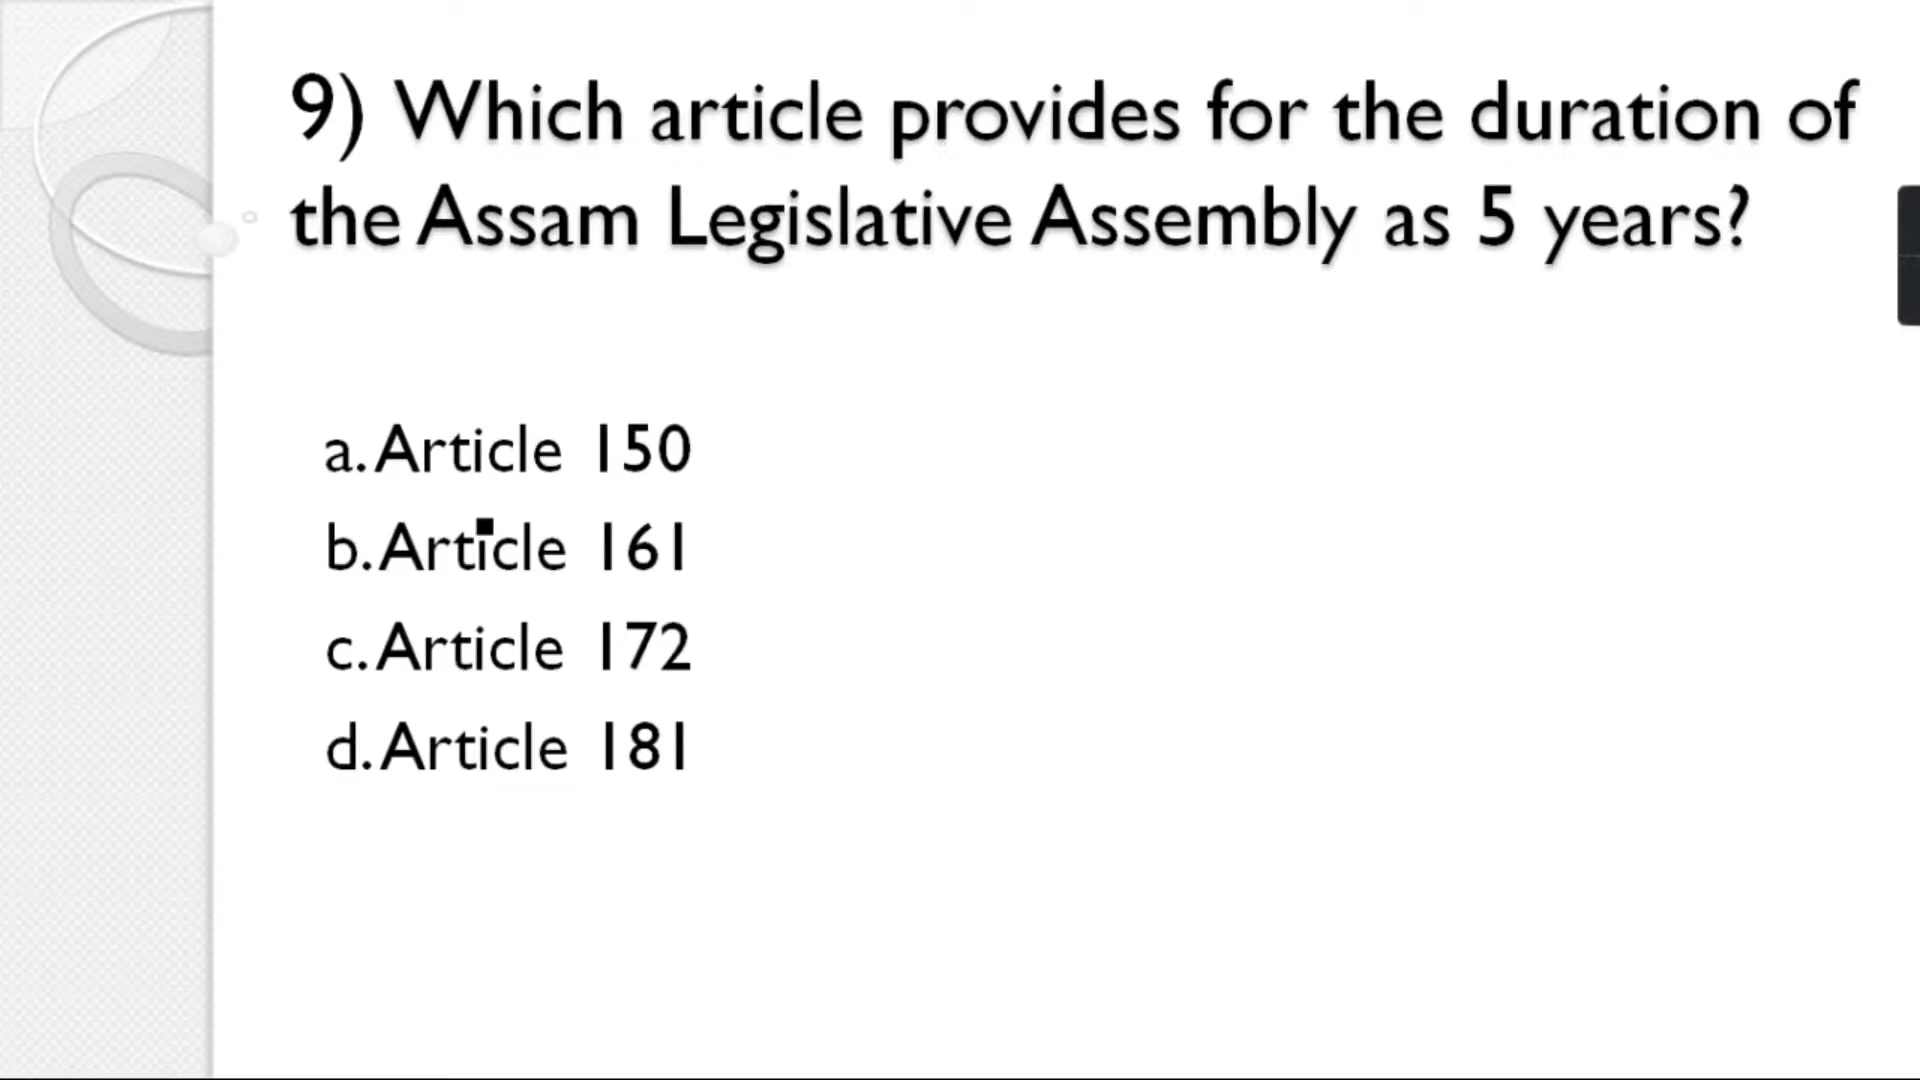 9) Which article provides for the duration of
the Assam Legislative Assembly as 5 years?
a. Article 150
b. Article 161
c. Article 172
d. Article 181